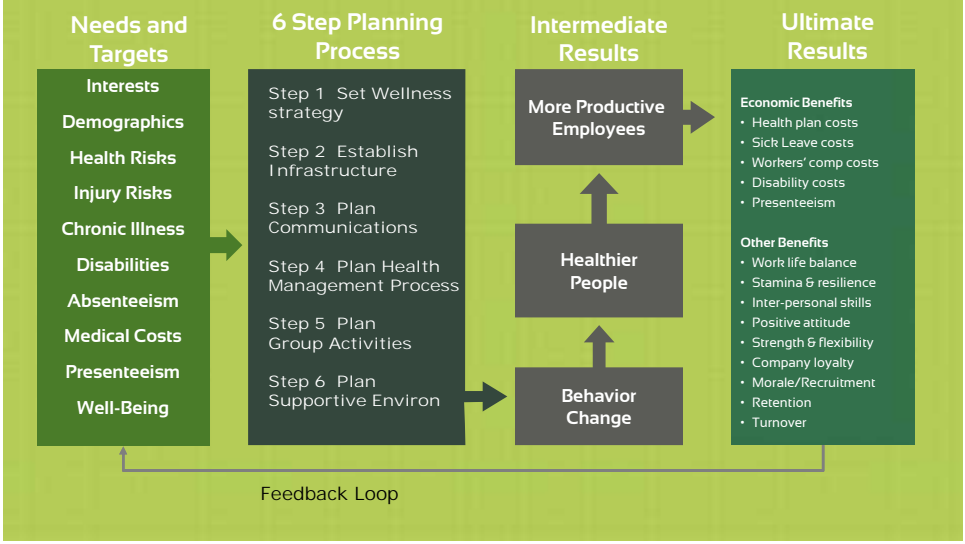 Needs and
Targets
Interests
Demographics
Health Risks
Injury Risks
Chronic Illness
Disabilities
Absenteeism
Medical Costs
Presenteeism
Well-Being
6 Step Planning
Process
Step 1 Set Wellness
strategy
Step 2 Establish
Infrastructure
Step 3 Plan
Communications
Step 4 Plan Health
Management Process
Step 5 Plan
Group Activities
Step 6 Plan
Supportive Environ
Intermediate
Results
More Productive
Employees
Healthier
People
Behavior
Change
Ultimate
Results
Economic Benefits
• Health plan costs
• Sick Leave costs
• Workers' comp costs
• Disability costs
• Presenteeism
Other Benefits
• Work life balance
• Stamina & resilience
• Inter-personal skills
• Positive attitude
• Strength & flexibility
• Company loyalty
• Morale/Recruitment
• Retention
• Turnover
Feedback Loop